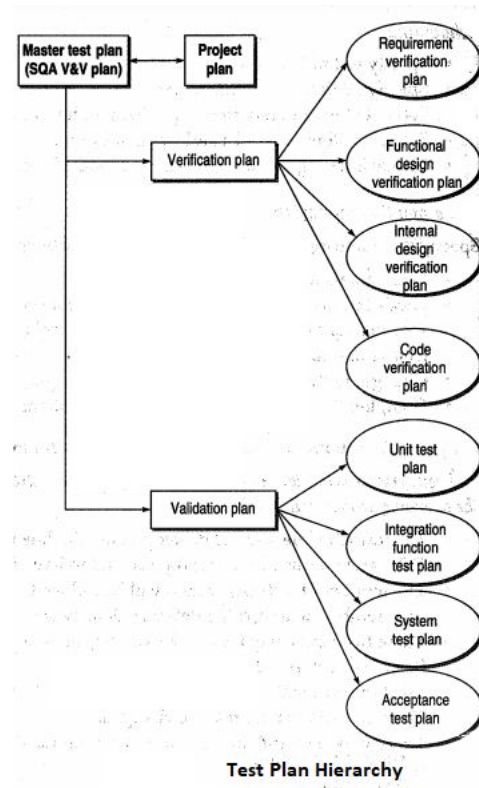 Master test plan
(SQA V&V plan)
Project
plan
Requirement
verification
plan
Verification plan
Functional
design
verification plan
Internal
design
verification
plan
Code
verification
plan
Unit test
plan
Validation plan
Integration
function
test plan
System
test plan
Acceptance
test plan
Test Plan Hierarchy